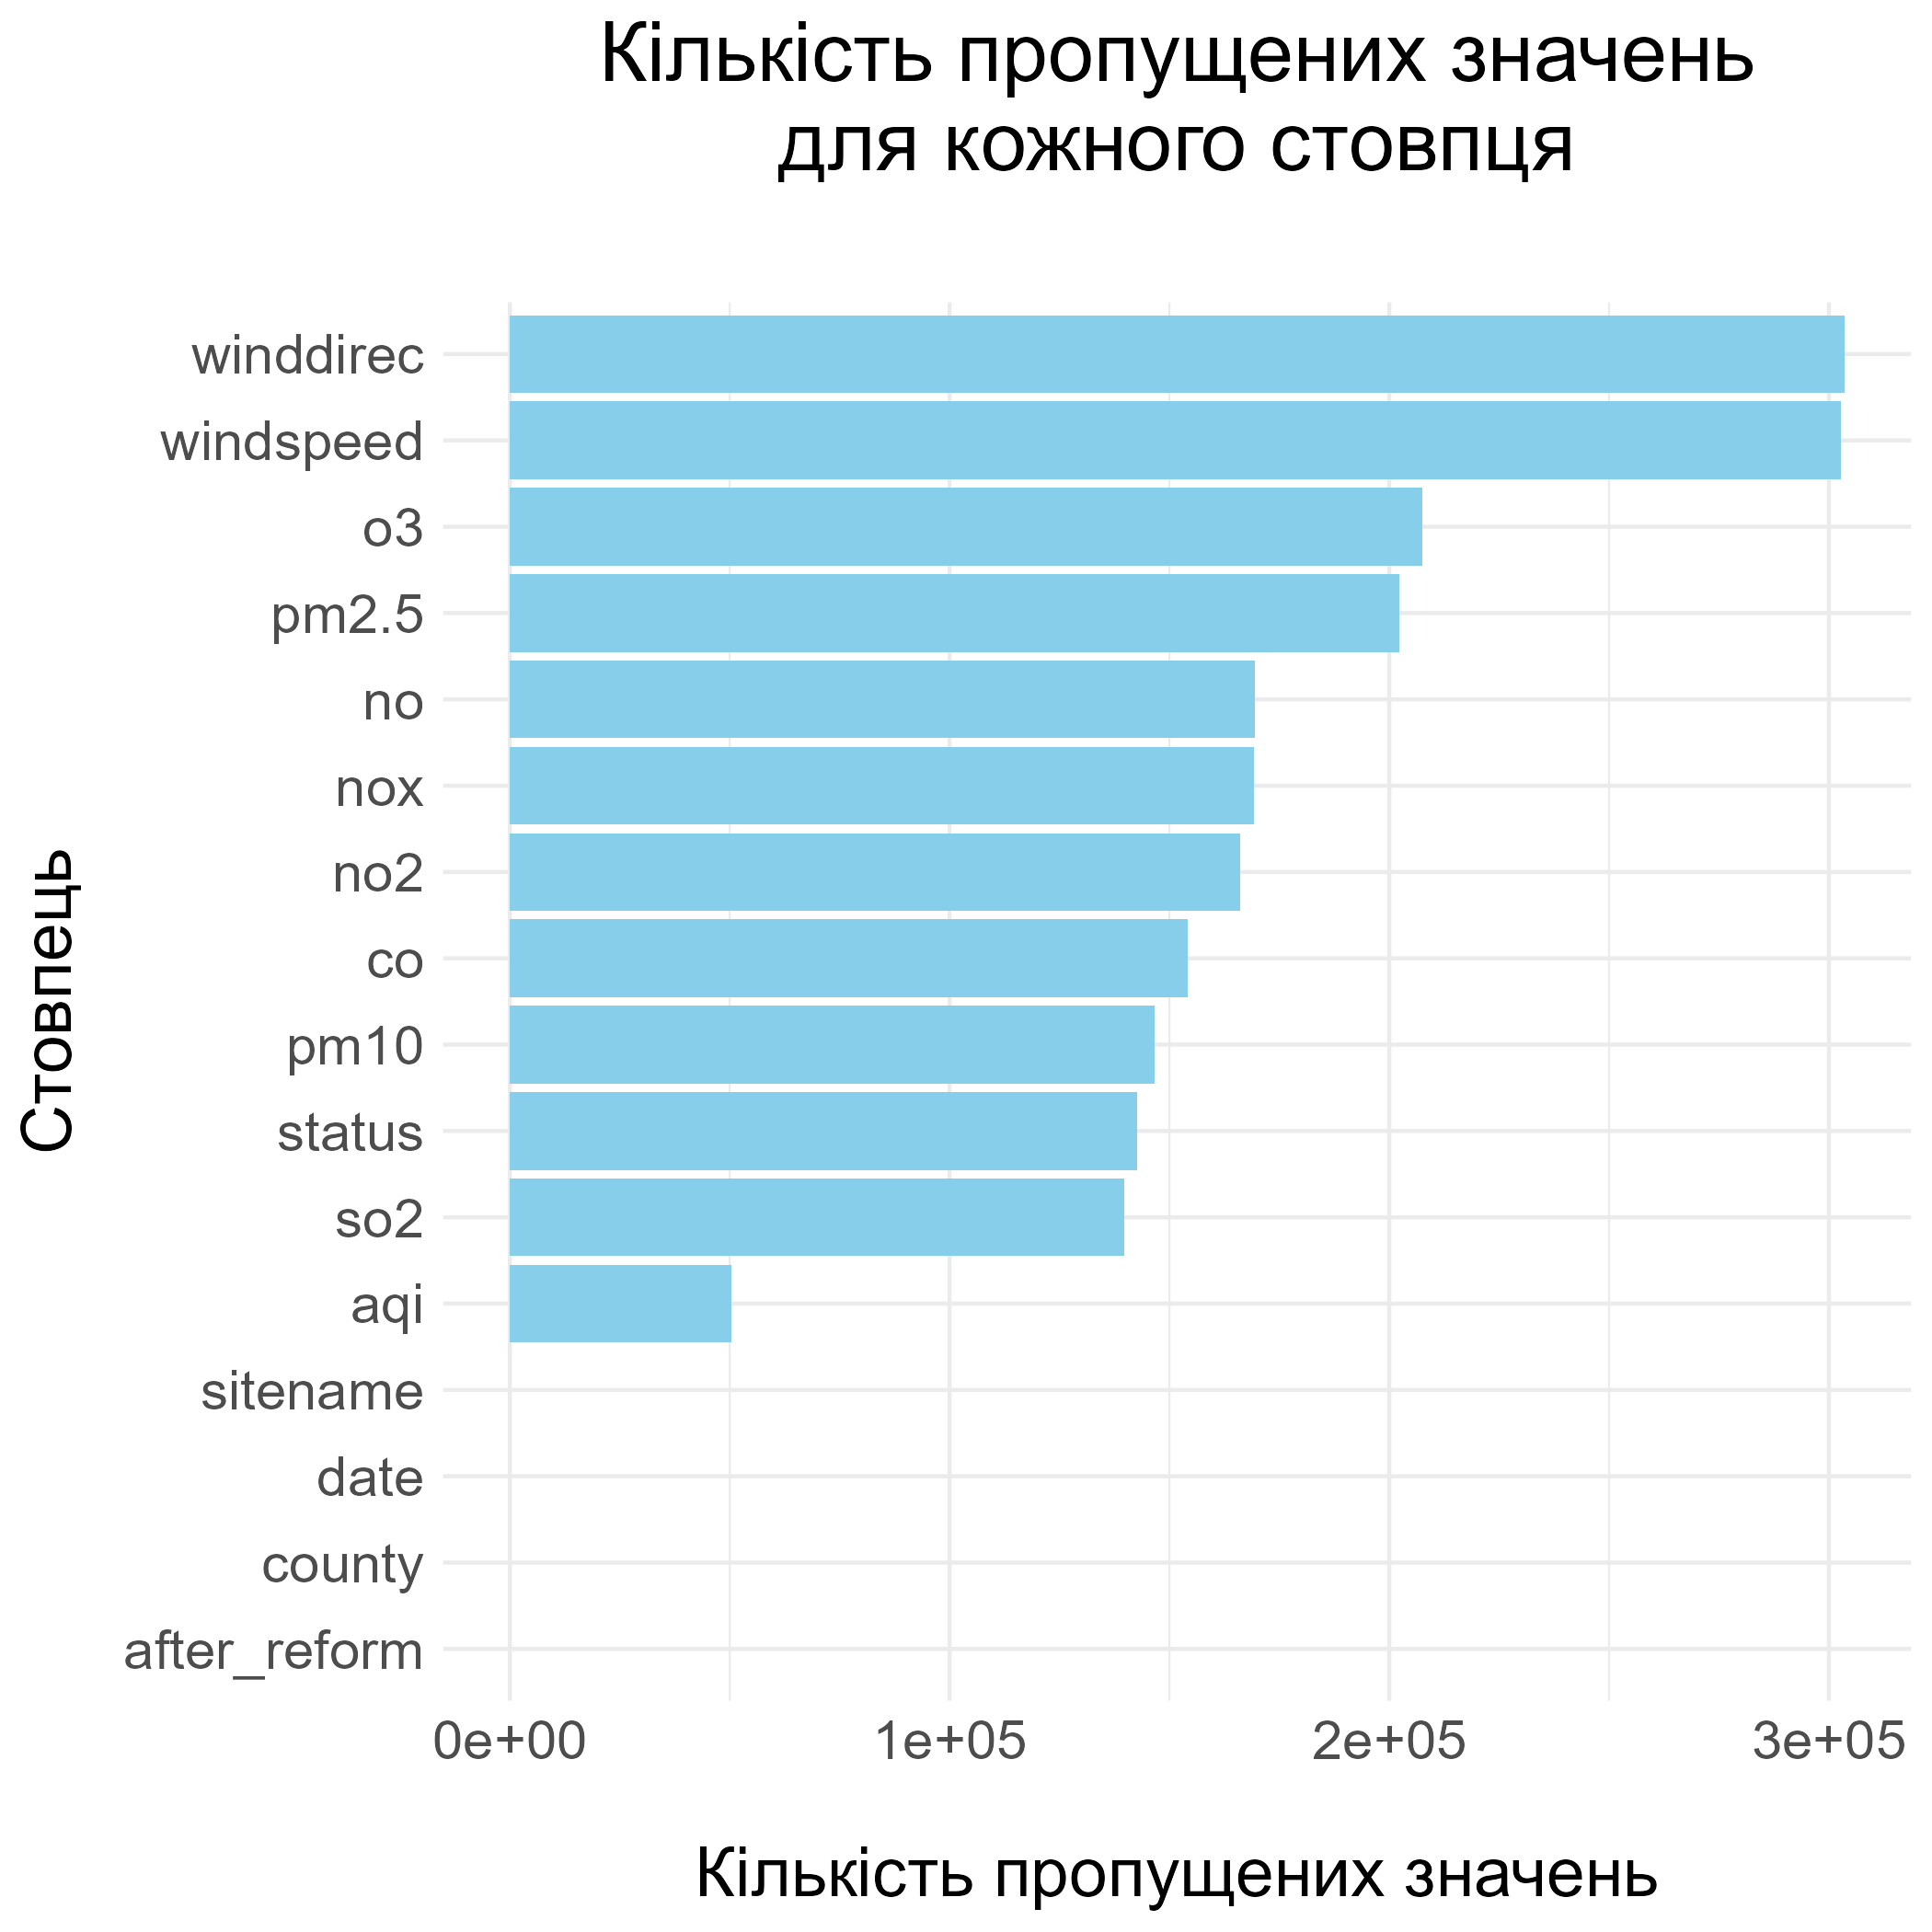 Кількість пропущених значень
для кожного стовпця
Стовпець
winddirec
windspeed
o3
pm2.5
no
nox
no2
co
pm10
status
so2
aqi
sitename
date
county
after_reform
0e+00 1e+05 2e+05 3e+05
Кількість пропущених значень